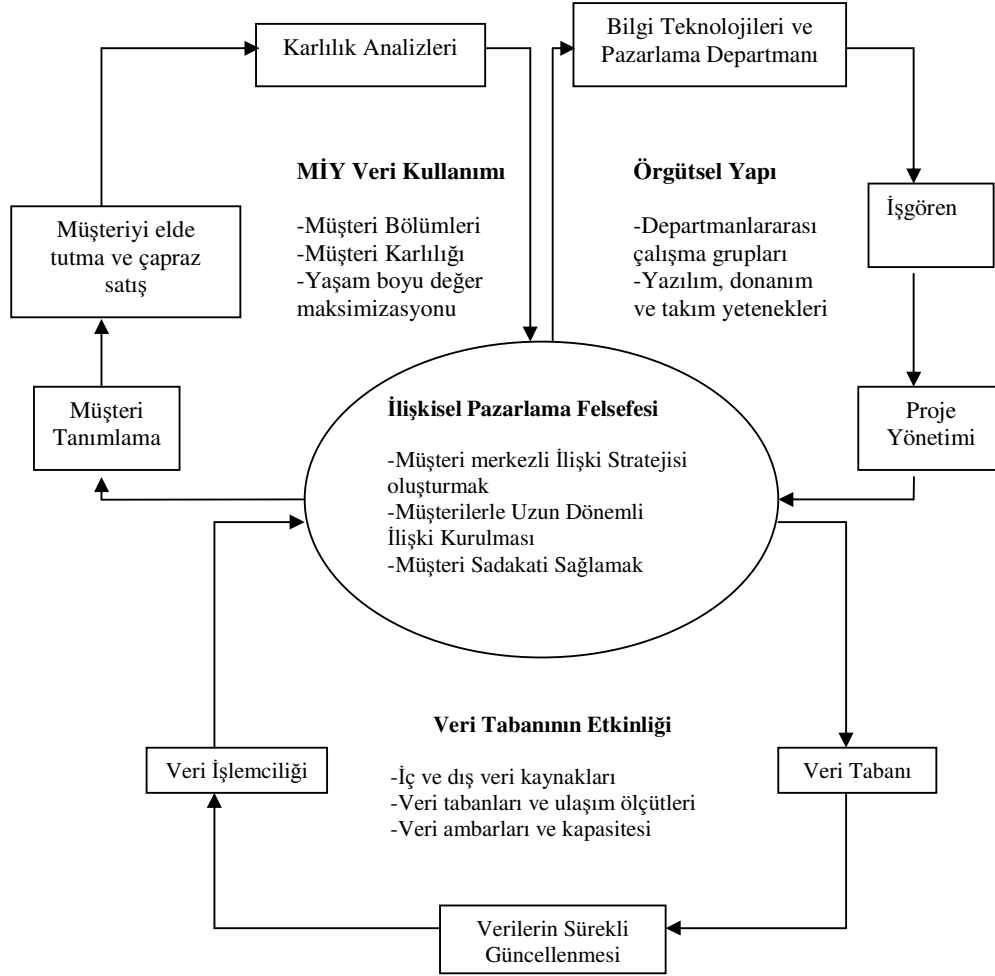 Karlılık Analizleri
Bilgi Teknolojileri ve
Pazarlama Departmanı
MİY Veri Kullanımı
-Müşteri Bölümleri
-Müşteri Karlılığı
-Yaşam boyu değer
maksimizasyonu
Örgütsel Yapı
-Departmanlararası
çalışma grupları
-Yazılım, donanım
ve takım yetenekleri
İşgören
Müşteriyi elde
tutma ve çapraz
satış
Müşteri
Tanımlama
İlişkisel Pazarlama Felsefesi
-Müşteri merkezli İlişki Stratejisi
oluşturmak
-Müşterilerle Uzun Dönemli
İlişki Kurulması
-Müşteri Sadakati Sağlamak
Proje
Yönetimi
Veri Tabanının Etkinliği
-İç ve dış veri kaynakları
-Veri tabanları ve ulaşım ölçütleri
-Veri ambarları ve kapasitesi
Veri İşlemciliği
Veri Tabanı
Verilerin Sürekli
Güncellenmesi